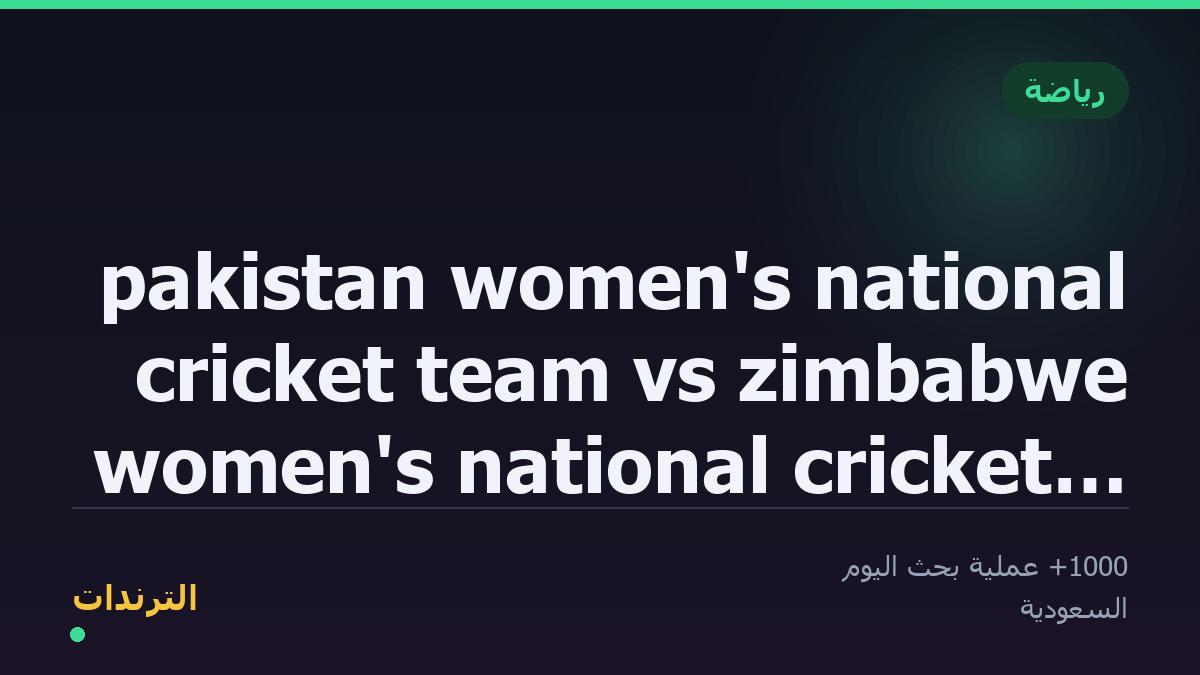 رياضة
pakistan women's national
cricket team vs zimbabwe
women's national cricket...
1000+ عملية بحث اليوم
السعودية
الترندات